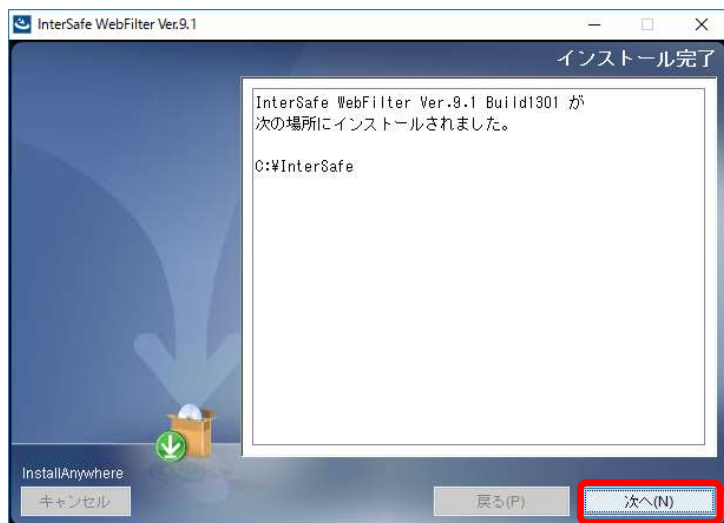 InterSafe WebFilter Ver.9.1
インストール完了
InterSafe WebFilter Ver.9.1 Build1301 が
次の場所にインストールされました。
C:¥InterSafe
InstallAnywhere
キャンセル
戻る(P)
次へ(N)